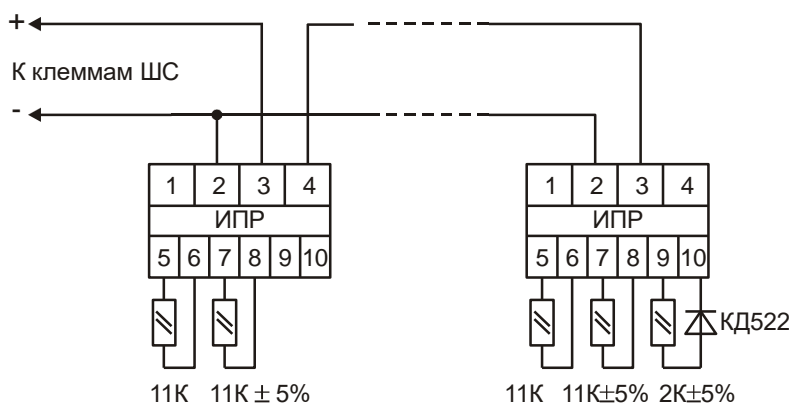 +
К клеммам ШС
-
1 2 3 4
ИПР
5 6 7 8 9 10
11К 11К ± 5%
1 2 3 4
ИПР
5 6 7 8 9 10
КД522
11К 11К±5% 2К±5%